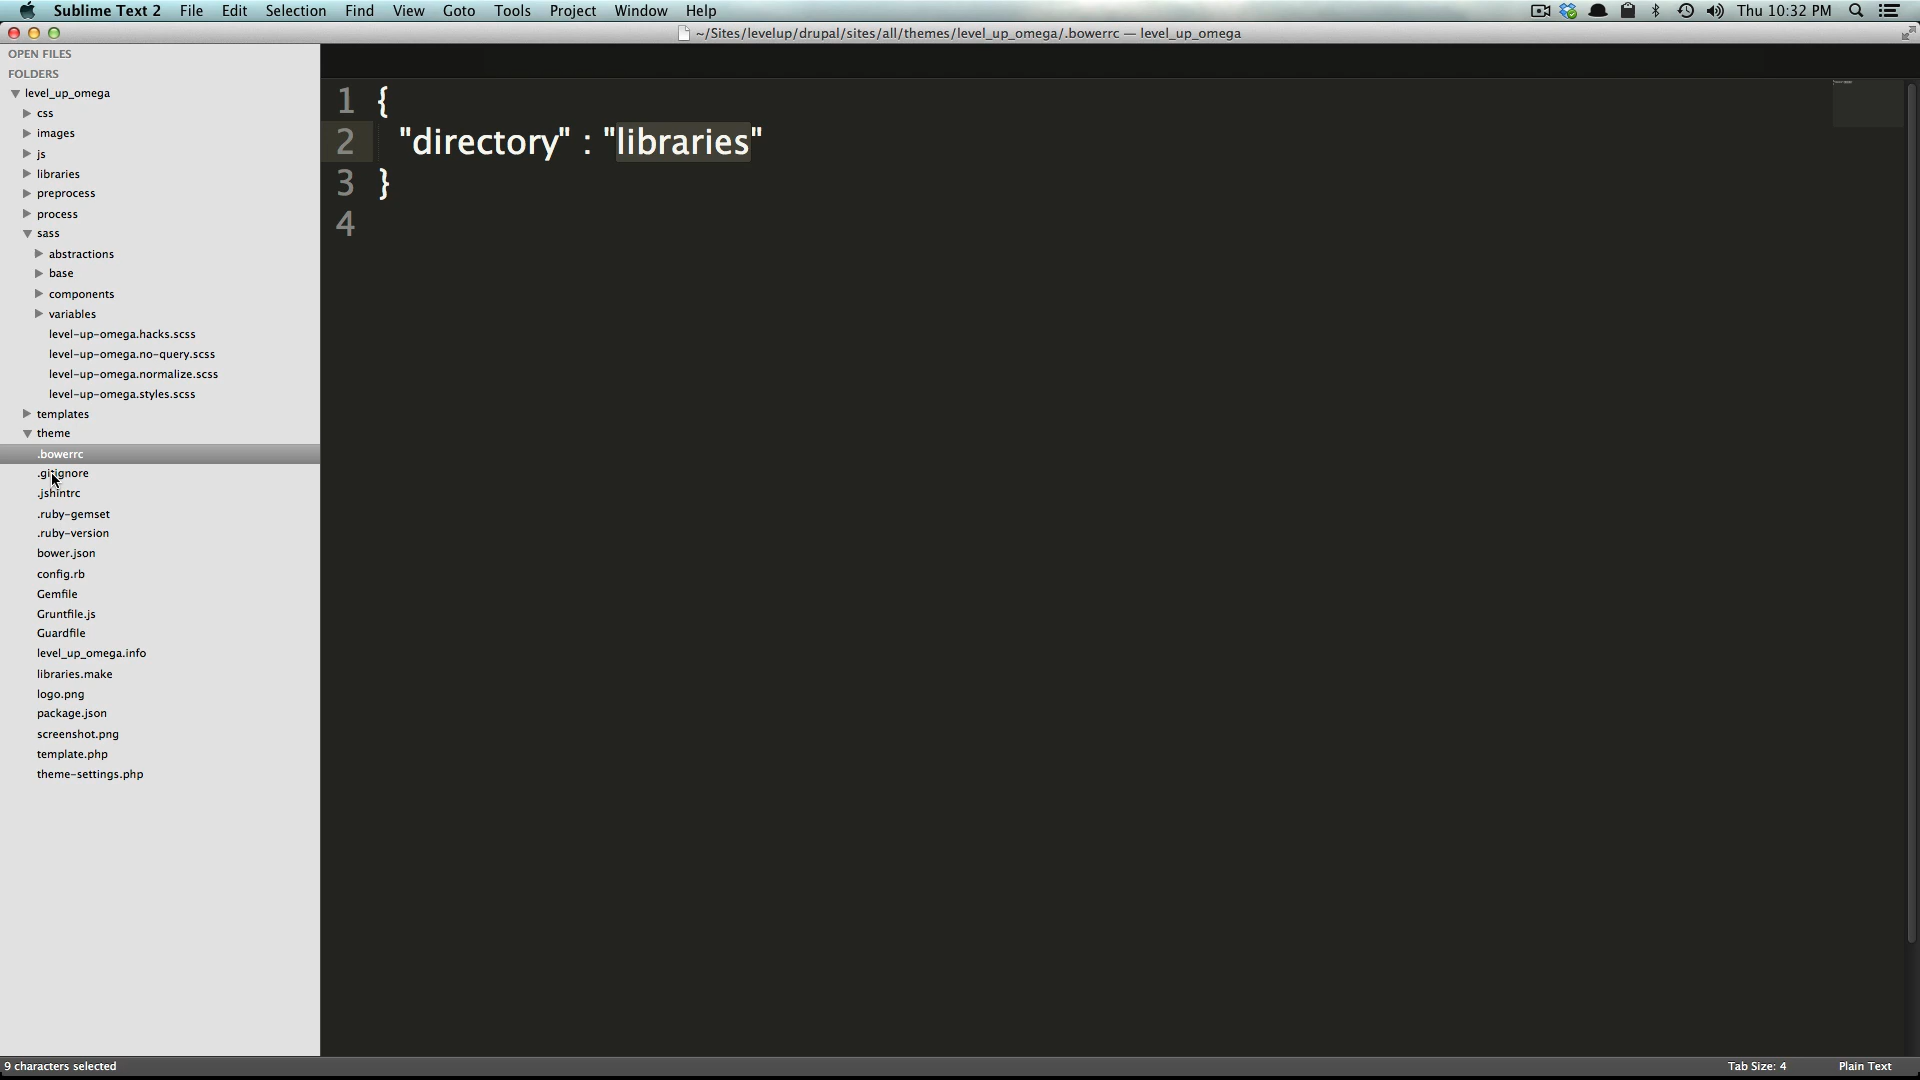 Sublime Text 2 File Edit Selection Find View Goto Tools Project Window Help Thu 10:32 PM
~/Sites/levelup/drupal/sites/all/themes/level_up_omega/.bowerrc — level_up_omega
OPEN FILES
FOLDERS
level_up_omega
css
images
js
libraries
preprocess
process
sass
abstractions
base
components
variables
level-up-omega.hacks.scss
level-up-omega.no-query.scss
level-up-omega.normalize.scss
level-up-omega.styles.scss
templates
theme
.bowerrc
.gitignore
.jshintrc
.ruby-gemset
.ruby-version
bower.json
config.rb
Gemfile
Gruntfile.js
Guardfile
level_up_omega.info
libraries.make
logo.png
package.json
screenshot.png
template.php
theme-settings.php
1 {
2 "directory" : "libraries"
3 }
4
9 characters selected Tab Size: 4 Plain Text